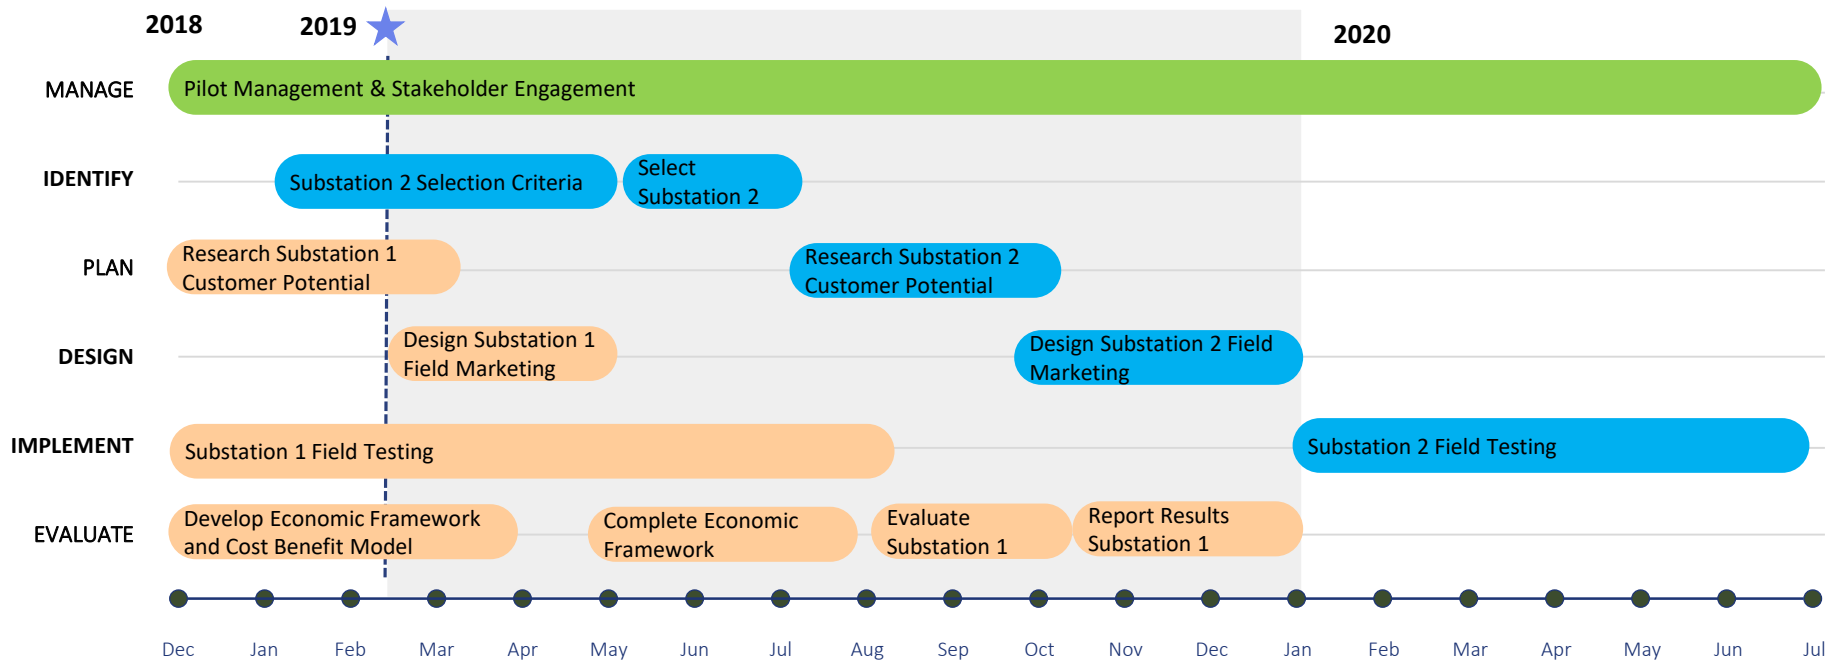 2018
2019
2020
MANAGE
Pilot Management & Stakeholder Engagement
IDENTIFY
Substation 2 Selection Criteria
Select
Substation 2
PLAN
Research Substation 1
Customer Potential
Research Substation 2
Customer Potential
DESIGN
Design Substation 1
Field Marketing
Design Substation 2 Field
Marketing
IMPLEMENT
Substation 1 Field Testing
Substation 2 Field Testing
EVALUATE
Develop Economic Framework
and Cost Benefit Model
Complete Economic
Framework
Evaluate
Substation 1
Report Results
Substation 1
Dec Jan Feb Mar Apr May Jun Jul Aug Sep Oct Nov Dec Jan Feb Mar Apr May Jun Jul